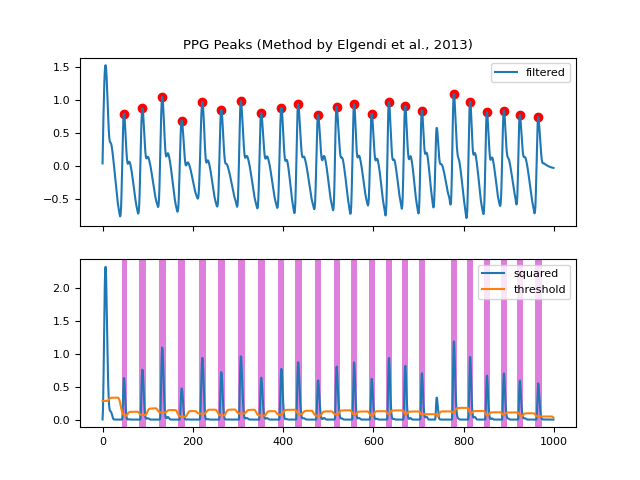 PPG Peaks (Method by Elgendi et al., 2013)
1.5
1.0
0.5
0.0
−0.5
filtered
2.0
1.5
1.0
0.5
0.0
squared
threshold
0 200 400 600 800 1000